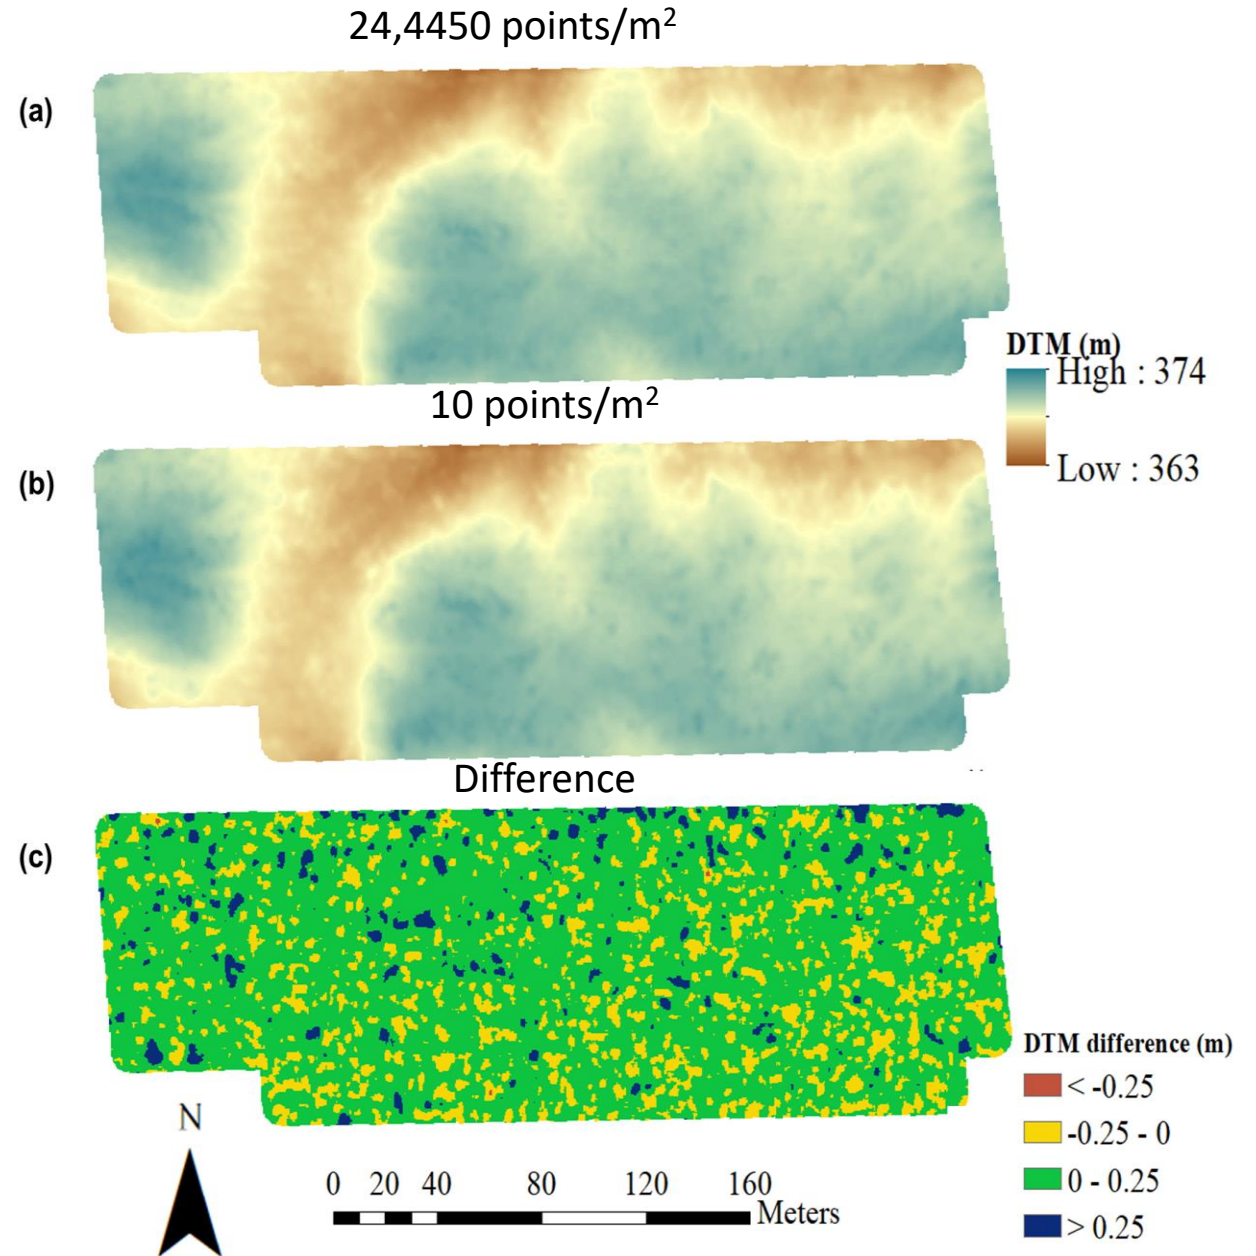 24,4450 points/m²
(a)
DTM (m)
High : 374
Low : 363
10 points/m²
(b)
Difference
(c)
DTM difference (m)
< -0.25
-0.25 - 0
0 - 0.25
> 0.25
N
0 20 40 80 120 160
Meters